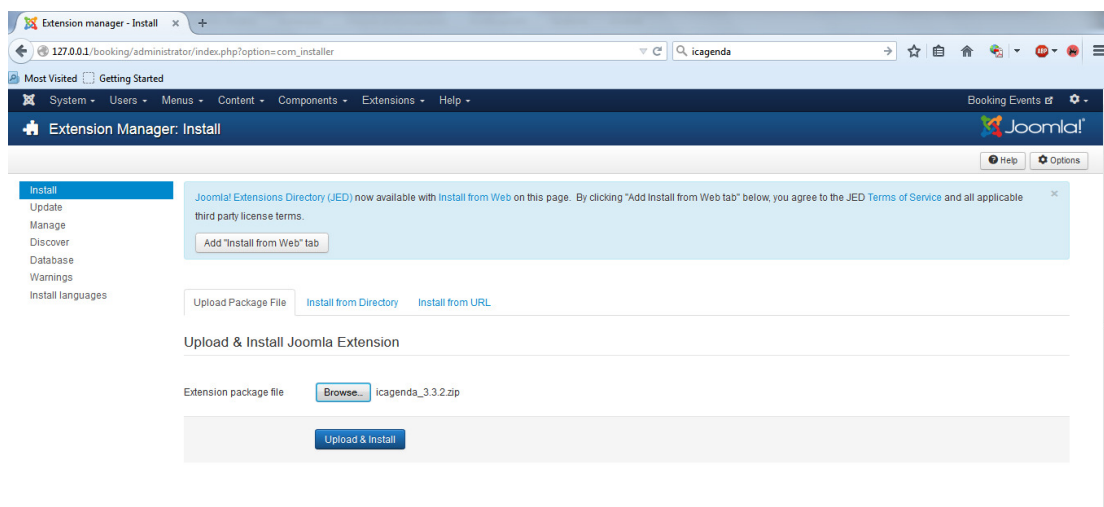 Extension manager - Install × +
127.0.0.1/booking/administrator/index.php?option=com_installer icagenda
Most Visited Getting Started
System Users Menus Content Components Extensions Help Booking Events
Extension Manager: Install Joomla!
Help Options
Install
Update
Manage
Discover
Database
Warnings
Install languages
Joomla! Extensions Directory (JED) now available with Install from Web on this page. By clicking "Add Install from Web tab" below, you agree to the JED Terms of Service and all applicable ×
third party license terms.
Add "Install from Web" tab
Upload Package File Install from Directory Install from URL
Upload & Install Joomla Extension
Extension package file Browse... icagenda_3.3.2.zip
Upload & Install